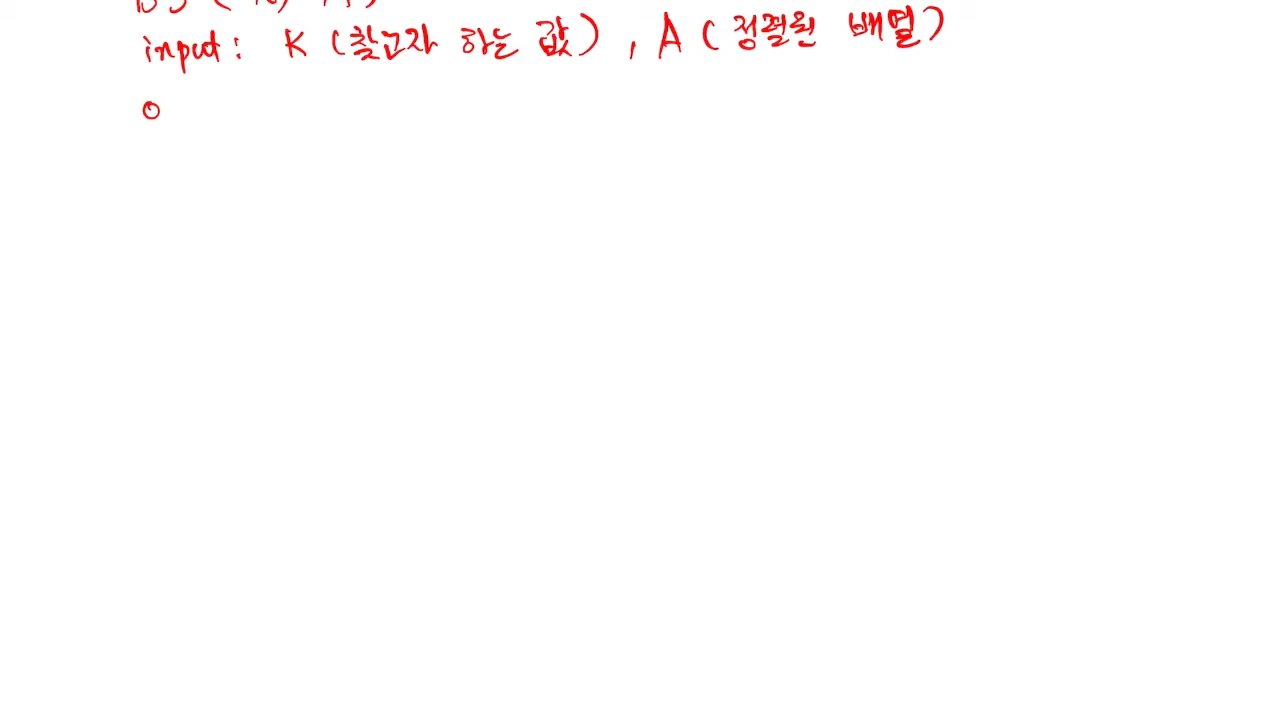 input: K (찾고자 하는 값), A (정렬된 배열)
o